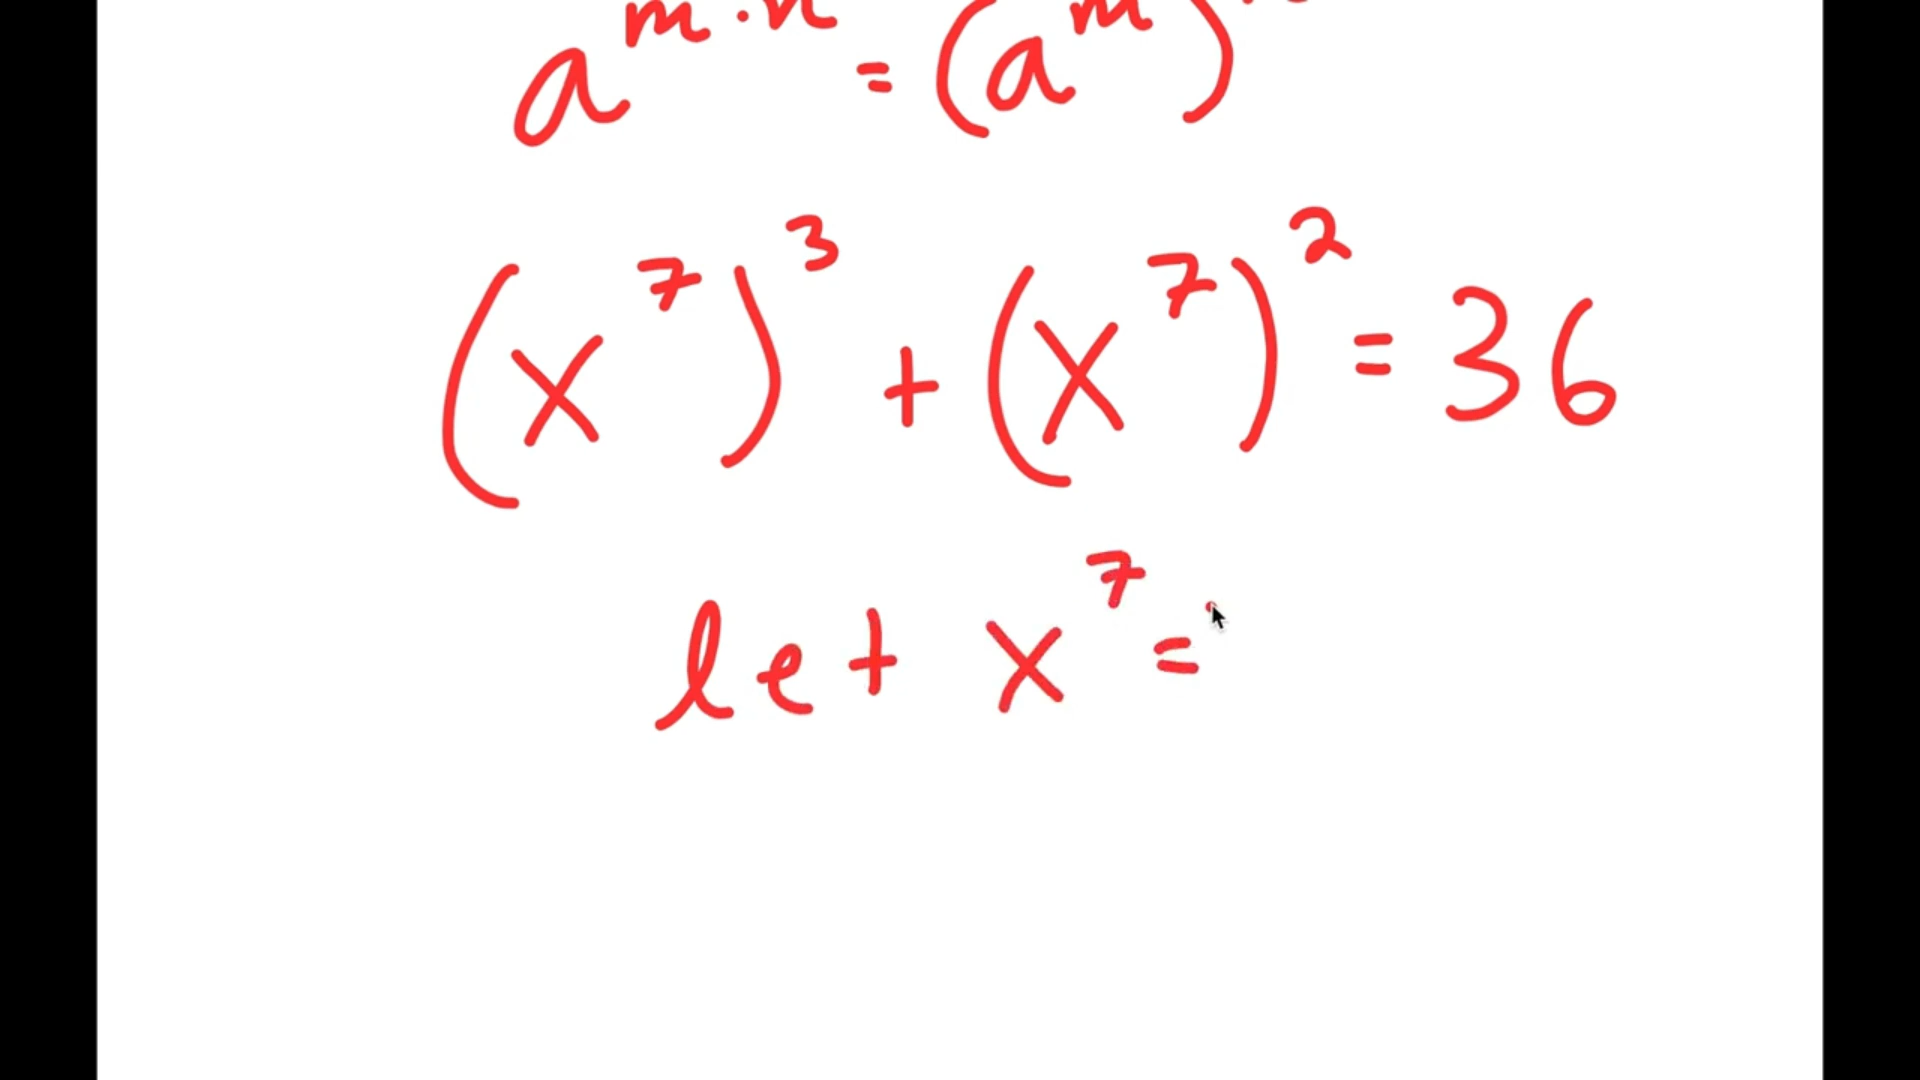 a^{m·n} = (a^m)
(x^7)^3 + (x^7)^2 = 36
let x^7 =